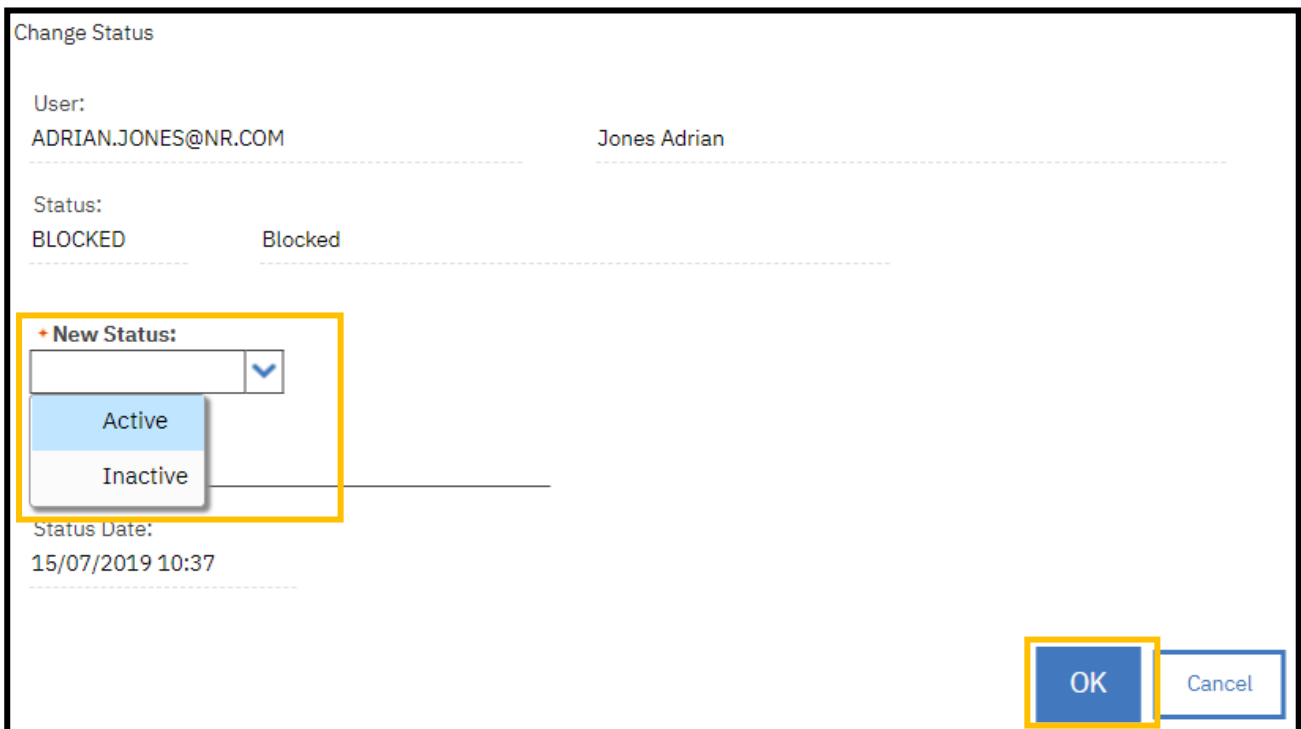 Change Status
User:
ADRIAN.JONES@NR.COM Jones Adrian
Status:
BLOCKED Blocked
New Status:
Active
Inactive
Status Date:
15/07/2019 10:37
OK Cancel